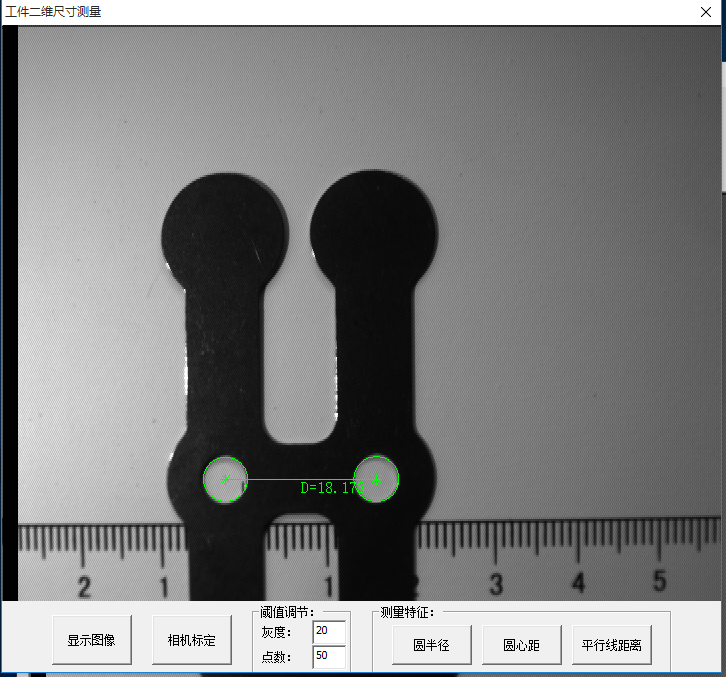 工件二维尺寸测量
D=18.17
2 1 1 2 3 4 5
显示图像
相机标定
阈值调节：
灰度： 20
点数： 50
测量特征：
圆半径
圆心距
平行线距离